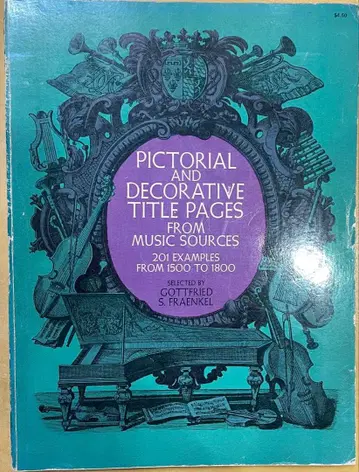 PICTORIAL
AND
DECORATIVE
TITLE PAGES
FROM
MUSIC SOURCES
201 EXAMPLES
FROM 1500 TO 1800
SELECTED BY
GOTTFRIED
S. FRAENKEL